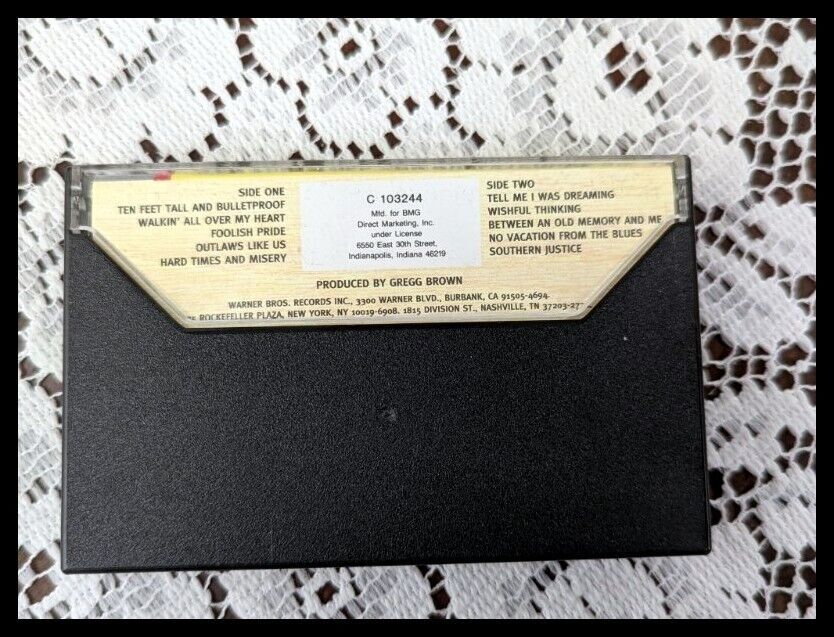 SIDE ONE
TEN FEET TALL AND BULLETPROOF
WALKIN' ALL OVER MY HEART
FOOLISH PRIDE
OUTLAWS LIKE US
HARD TIMES AND MISERY
C 103244
Mfd. for BMG
Direct Marketing, Inc.
under License
6550 East 30th Street,
Indianapolis, Indiana 46219
SIDE TWO
TELL ME I WAS DREAMING
WISHFUL THINKING
BETWEEN AN OLD MEMORY AND ME
NO VACATION FROM THE BLUES
SOUTHERN JUSTICE
PRODUCED BY GREGG BROWN
WARNER BROS. RECORDS INC., 3300 WARNER BLVD., BURBANK, CA 91505-4694.
ROCKEFELLER PLAZA, NEW YORK, NY 10019-6908. 1815 DIVISION ST., NASHVILLE, TN